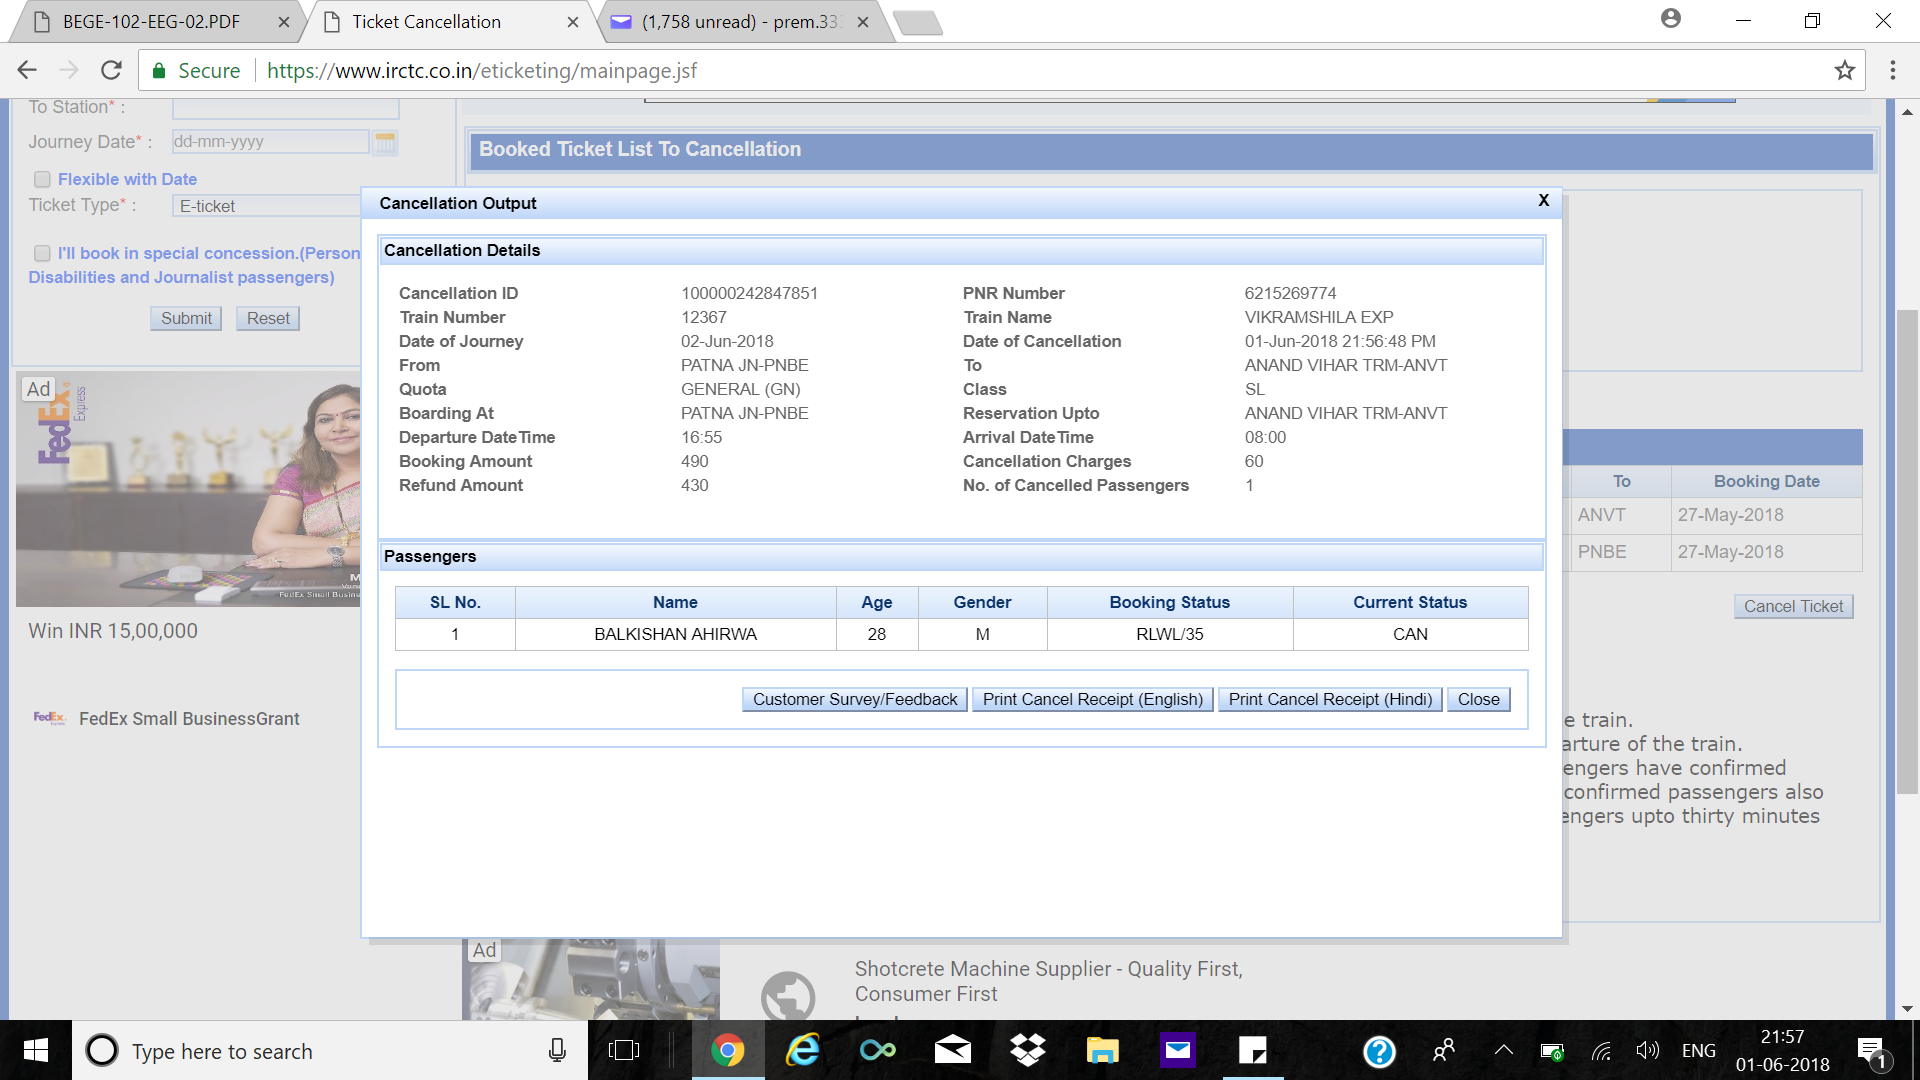 BEGE-102-EEG-02.PDF
Ticket Cancellation
(1,758 unread) - prem.33
Secure https://www.irctc.co.in/eticketing/mainpage.jsf
To Station* :
Journey Date* : dd-mm-yyyy
Flexible with Date
Ticket Type* : E-ticket
I'll book in special concession.(Person
Disabilities and Journalist passengers)
Submit Reset
Ad
FedEx Express
FedEx Small Busines
Win INR 15,00,000
FedEx FedEx Small BusinessGrant
Booked Ticket List To Cancellation
Cancellation Output X
Cancellation Details
Cancellation ID 100000242847851 PNR Number 6215269774
Train Number 12367 Train Name VIKRAMSHILA EXP
Date of Journey 02-Jun-2018 Date of Cancellation 01-Jun-2018 21:56:48 PM
From PATNA JN-PNBE To ANAND VIHAR TRM-ANVT
Quota GENERAL (GN) Class SL
Boarding At PATNA JN-PNBE Reservation Upto ANAND VIHAR TRM-ANVT
Departure DateTime 16:55 Arrival DateTime 08:00
Booking Amount 490 Cancellation Charges 60
Refund Amount 430 No. of Cancelled Passengers 1
Passengers
SL No. Name Age Gender Booking Status Current Status
1 BALKISHAN AHIRWA 28 M RLWL/35 CAN
Customer Survey/Feedback Print Cancel Receipt (English) Print Cancel Receipt (Hindi) Close
To Booking Date
ANVT 27-May-2018
PNBE 27-May-2018
Cancel Ticket
e train.
arture of the train.
engers have confirmed
confirmed passengers also
engers upto thirty minutes
Ad
Shotcrete Machine Supplier - Quality First,
Consumer First
Type here to search
ENG
21:57
01-06-2018
1